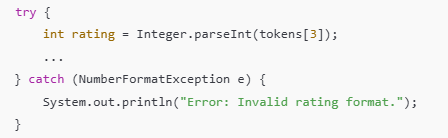 try {
    int rating = Integer.parseInt(tokens[3]);
    ...
} catch (NumberFormatException e) {
    System.out.println("Error: Invalid rating format.");
}